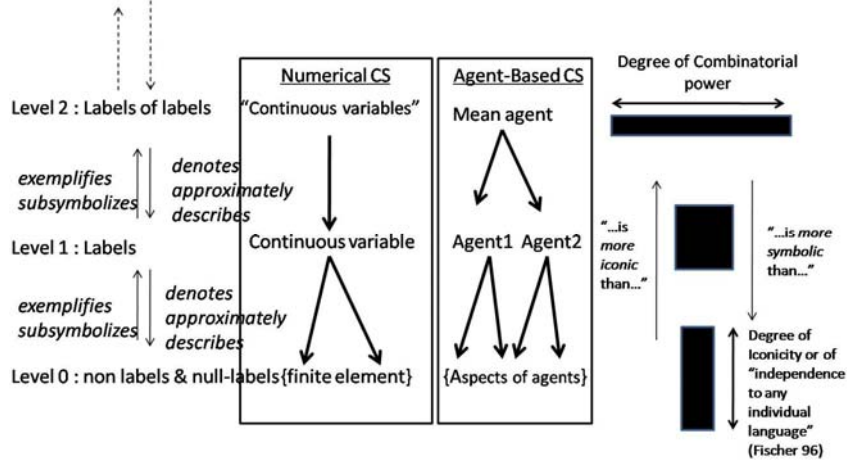 Numerical CS
Agent-Based CS
Degree of Combinatorial
power
Level 2 : Labels of labels
"Continuous variables"
Mean agent
exemplifies
subsymbolizes
denotes
approximately
describes
Level 1 : Labels
Continuous variable
Agent1 Agent2
"...is
more
iconic
than..."
"...is more
symbolic
than..."
exemplifies
subsymbolizes
denotes
approximately
describes
Level 0 : non labels & null-labels
{finite element}
{Aspects of agents}
Degree of
Iconicity or of
"independence
to any
individual
language"
(Fischer 96)